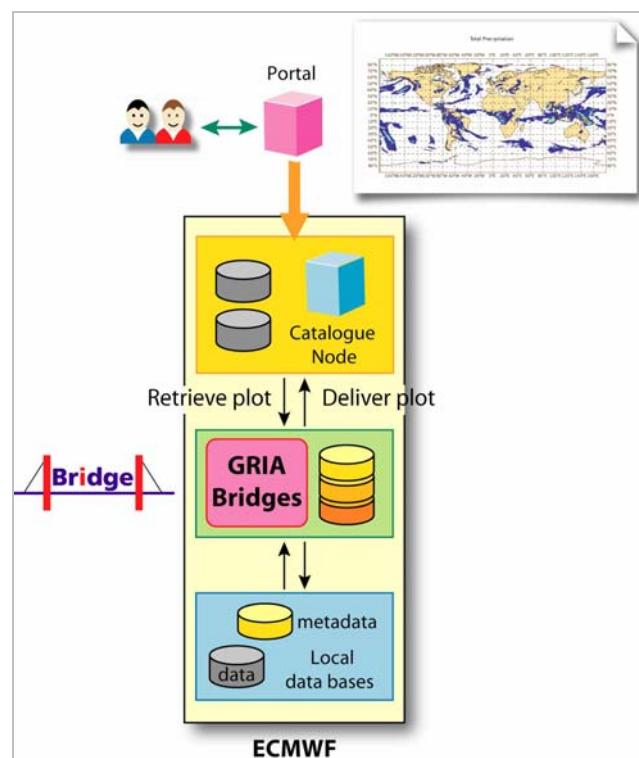 Total Precipitation
Portal
Catalogue
Node
Retrieve plot
Deliver plot
Bridge
GRIA
Bridges
metadata
data
Local
data bases
ECMWF